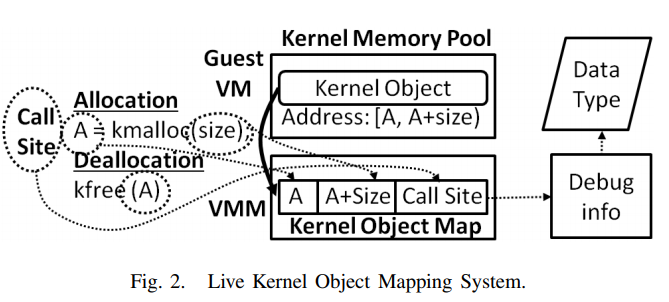 Kernel Memory Pool
Guest
VM
Kernel Object
Address: [A, A+size)
Data
Type
Call
Site
Allocation
A = kmalloc(size);
Deallocation
kfree (A)
VMM
A A+Size Call Site
Kernel Object Map
Debug
info
Fig. 2. Live Kernel Object Mapping System.